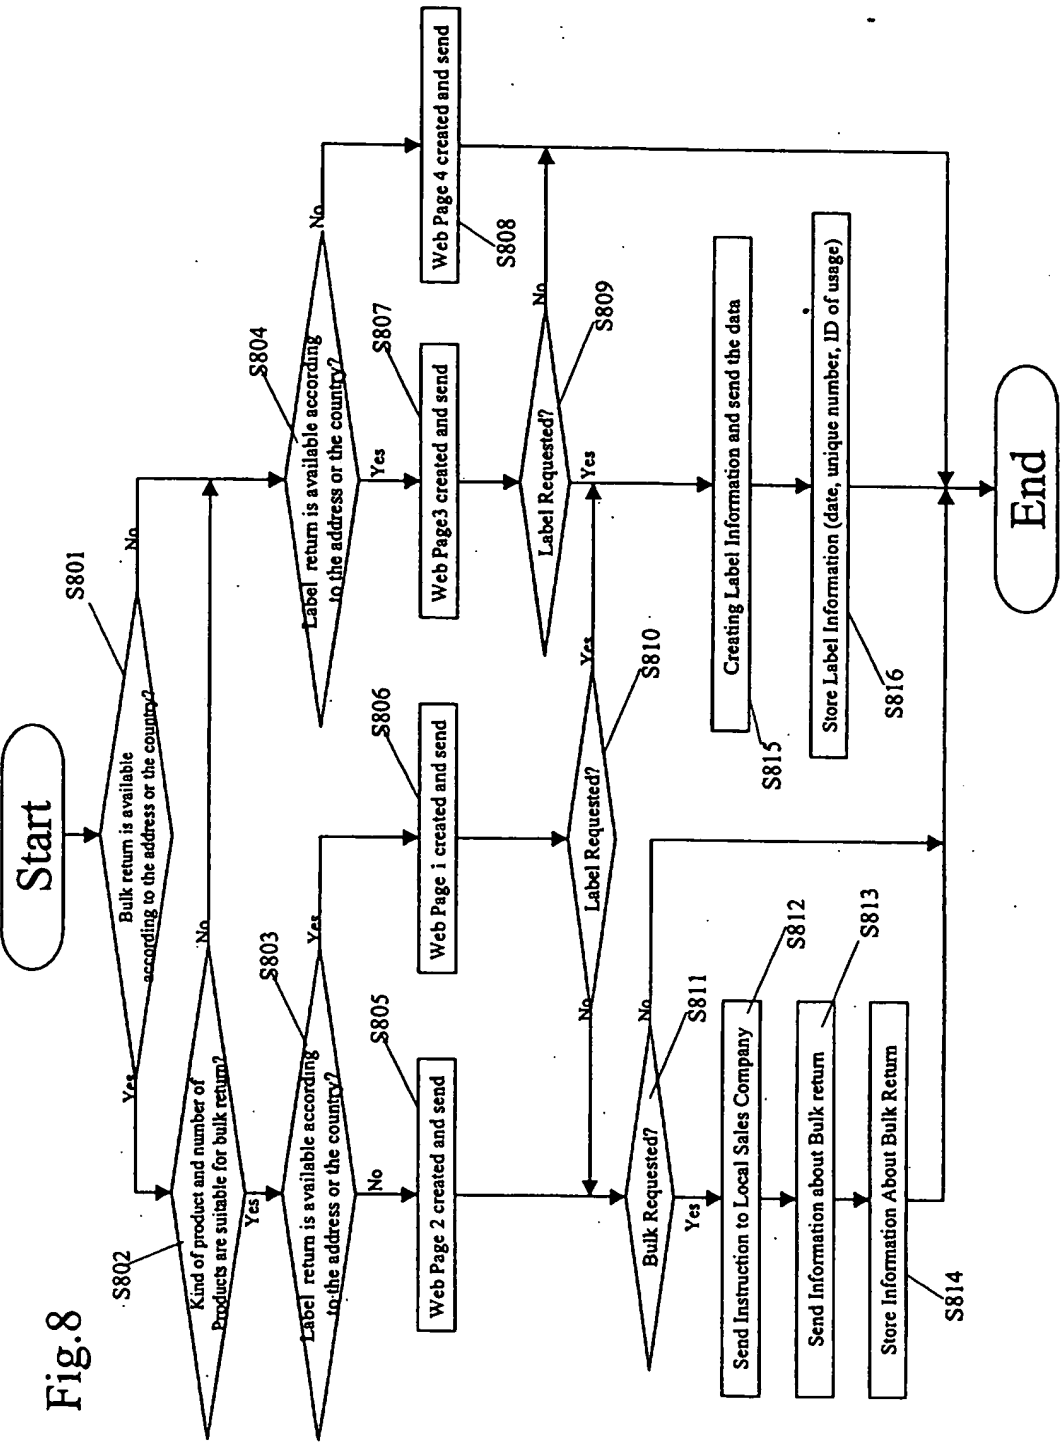 Fig.8
Start
S801
Bulk return is available
according to the address or the country?
Yes
No
S802
Kind of product and number of
Products are suitable for bulk return?
No
Yes
S803
Label return is available according
to the address or the country?
Yes
No
S804
Label return is available according
to the address or the country?
No
Yes
S805
Web Page 2 created and send
S806
Web Page 1 created and send
S807
Web Page3 created and send
S808
Web Page 4 created and send
S809
Label Requested?
No
Yes
S810
Label Requested?
Yes
No
S811
Bulk Requested?
No
Yes
S812
Send Instruction to Local Sales Company
S813
Send Information about Bulk return
S814
Store Information About Bulk Return
S815
Creating Label Information and send the data
S816
Store Label Information (date, unique number, ID of usage)
End